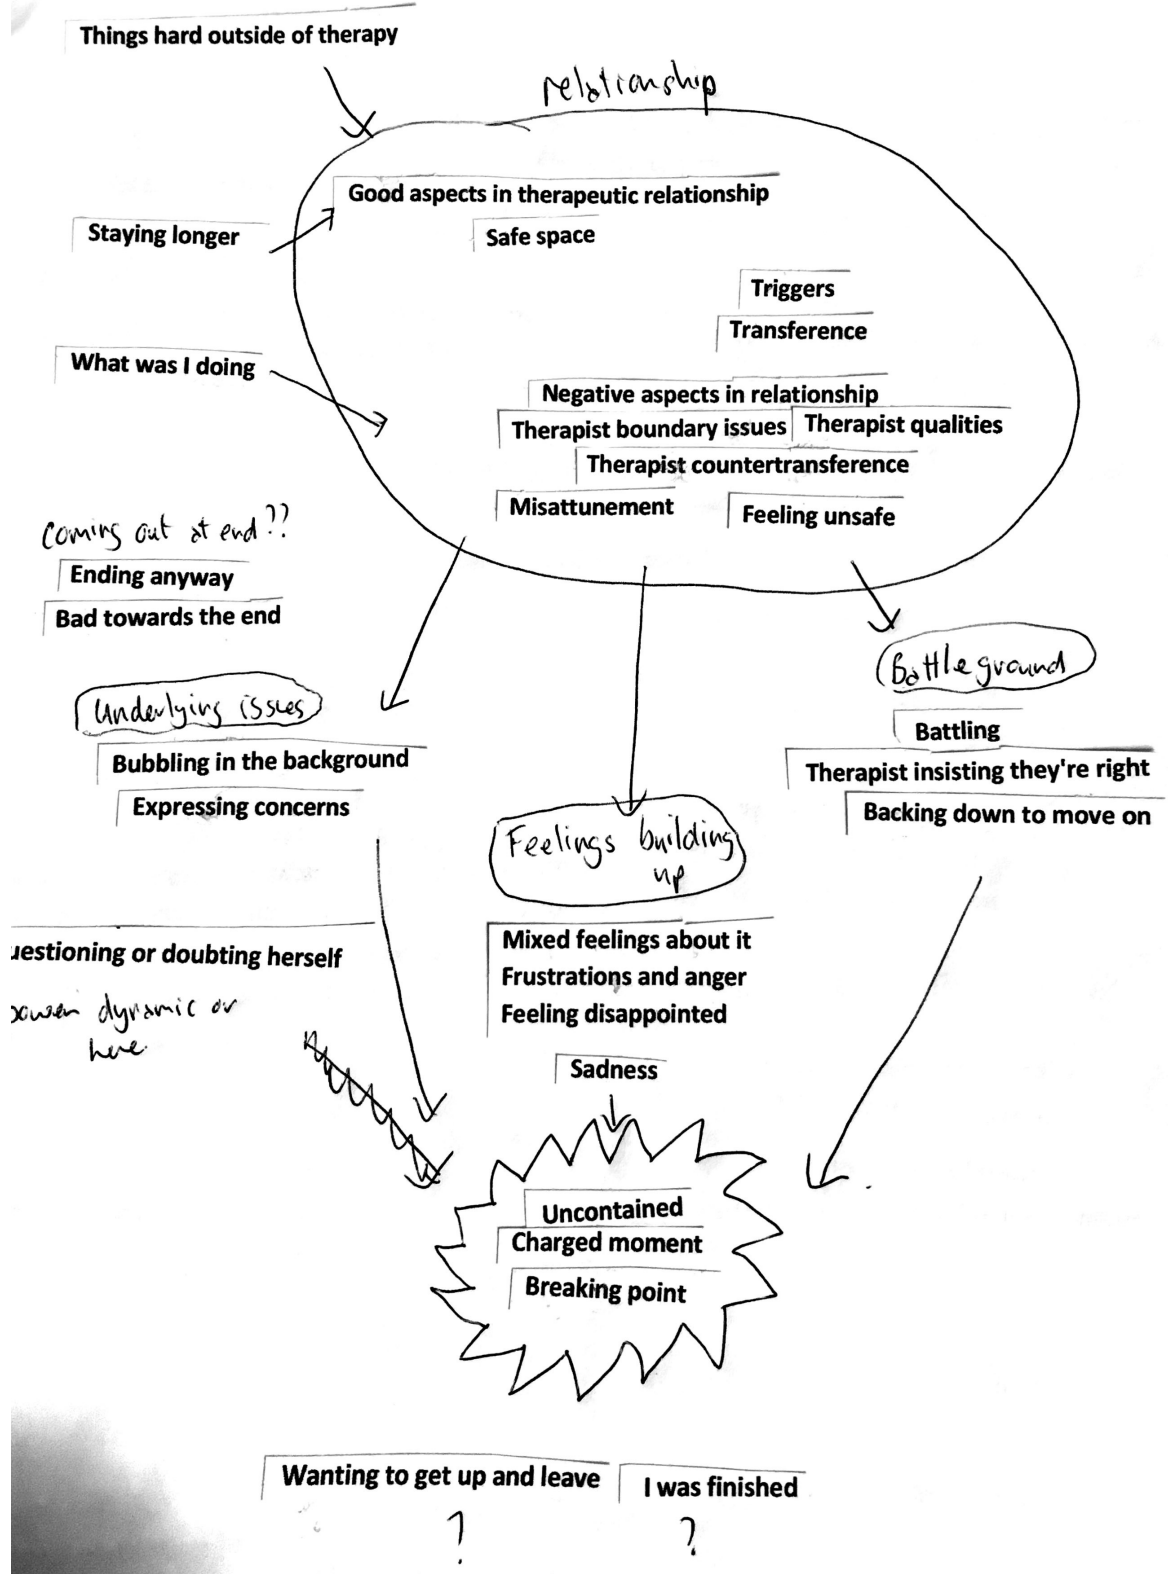 Things hard outside of therapy
relationship
Good aspects in therapeutic relationship
Staying longer
Safe space
Triggers
Transference
What was I doing
Negative aspects in relationship
Therapist boundary issues
Therapist qualities
Therapist countertransference
Misattunement
Feeling unsafe
Coming out at end??
Ending anyway
Bad towards the end
Battleground
Underlying issues
Battling
Bubbling in the background
Therapist insisting they're right
Expressing concerns
Backing down to move on
Feelings building
up
uestioning or doubting herself
Mixed feelings about it
Frustrations and anger
Feeling disappointed
power dynamic or
here.
Sadness
Uncontained
Charged moment
Breaking point
Wanting to get up and leave
I was finished
?
?